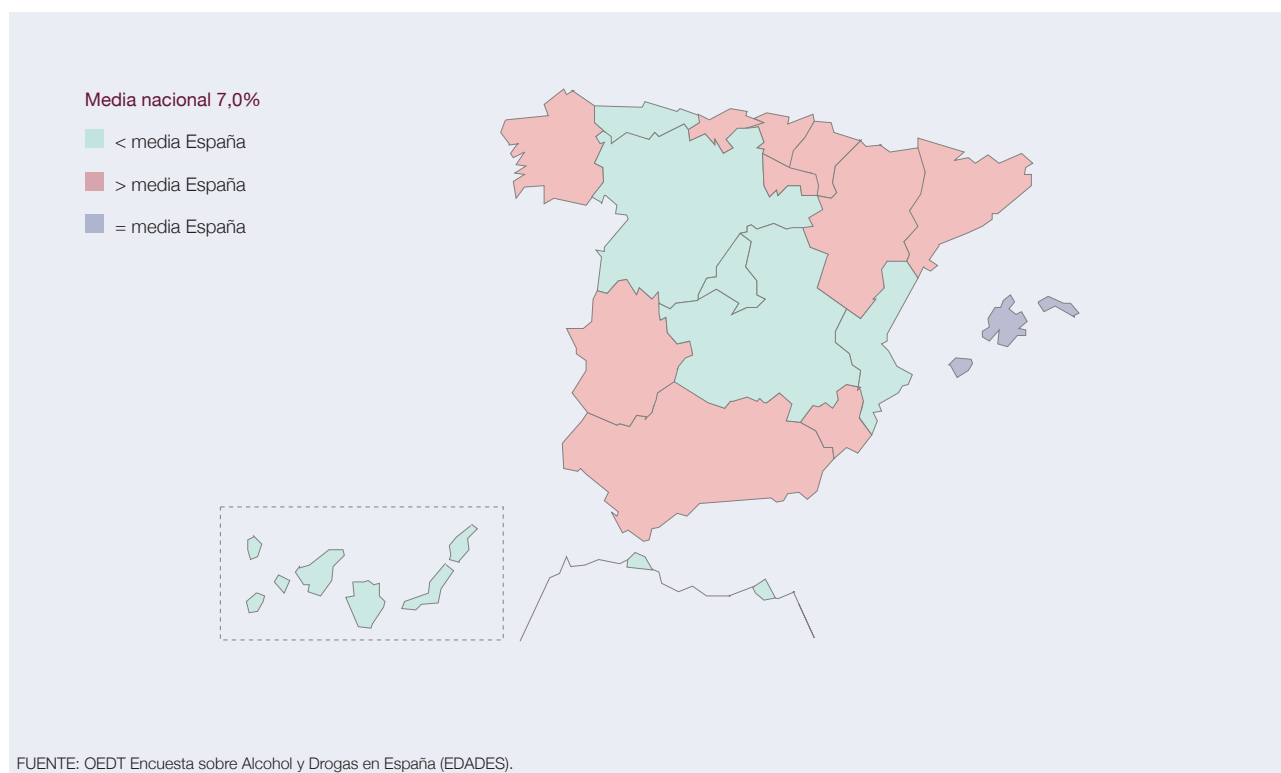 Media nacional 7,0%
< media España
> media España
= media España
FUENTE: OEDT Encuesta sobre Alcohol y Drogas en España (EDADES).